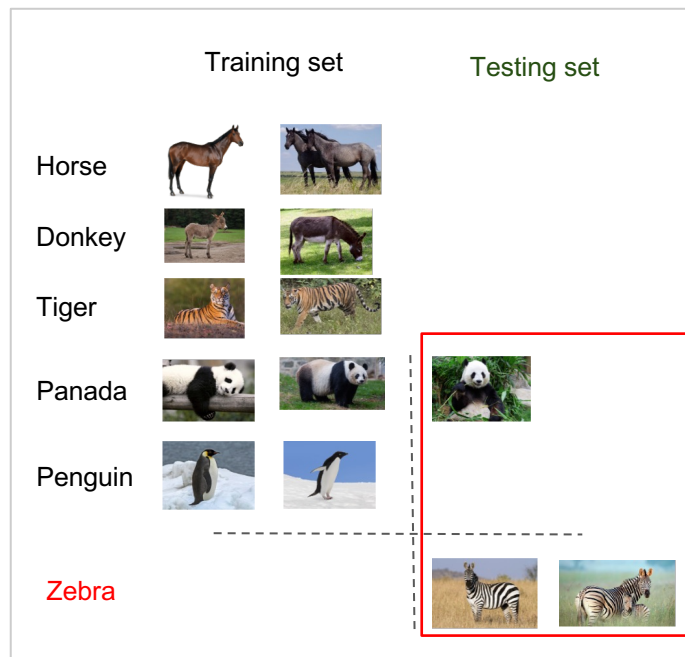 Training set
Testing set
Horse
Donkey
Tiger
Panada
Penguin
Zebra